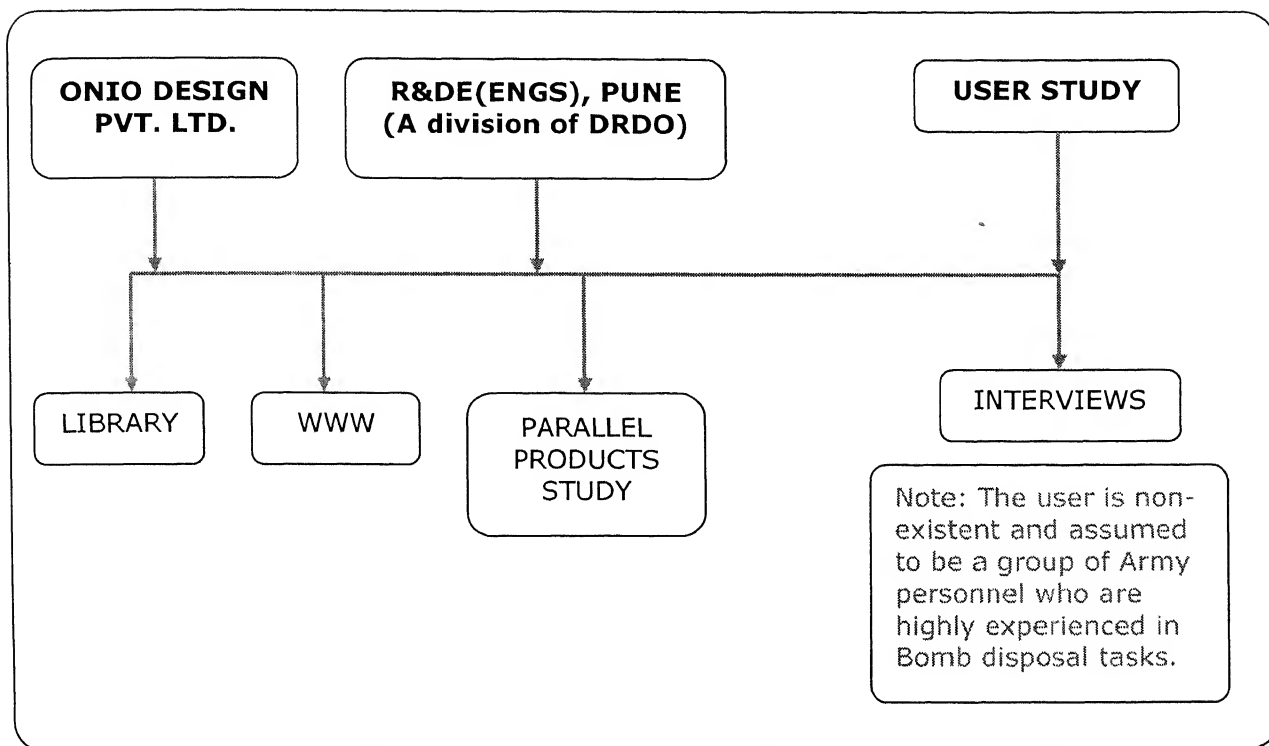 ONIO DESIGN
PVT. LTD.
R&DE(ENGS), PUNE
(A division of DRDO)
USER STUDY
LIBRARY
WWW
PARALLEL
PRODUCTS
STUDY
INTERVIEWS
Note: The user is non-
existent and assumed
to be a group of Army
personnel who are
highly experienced in
Bomb disposal tasks.